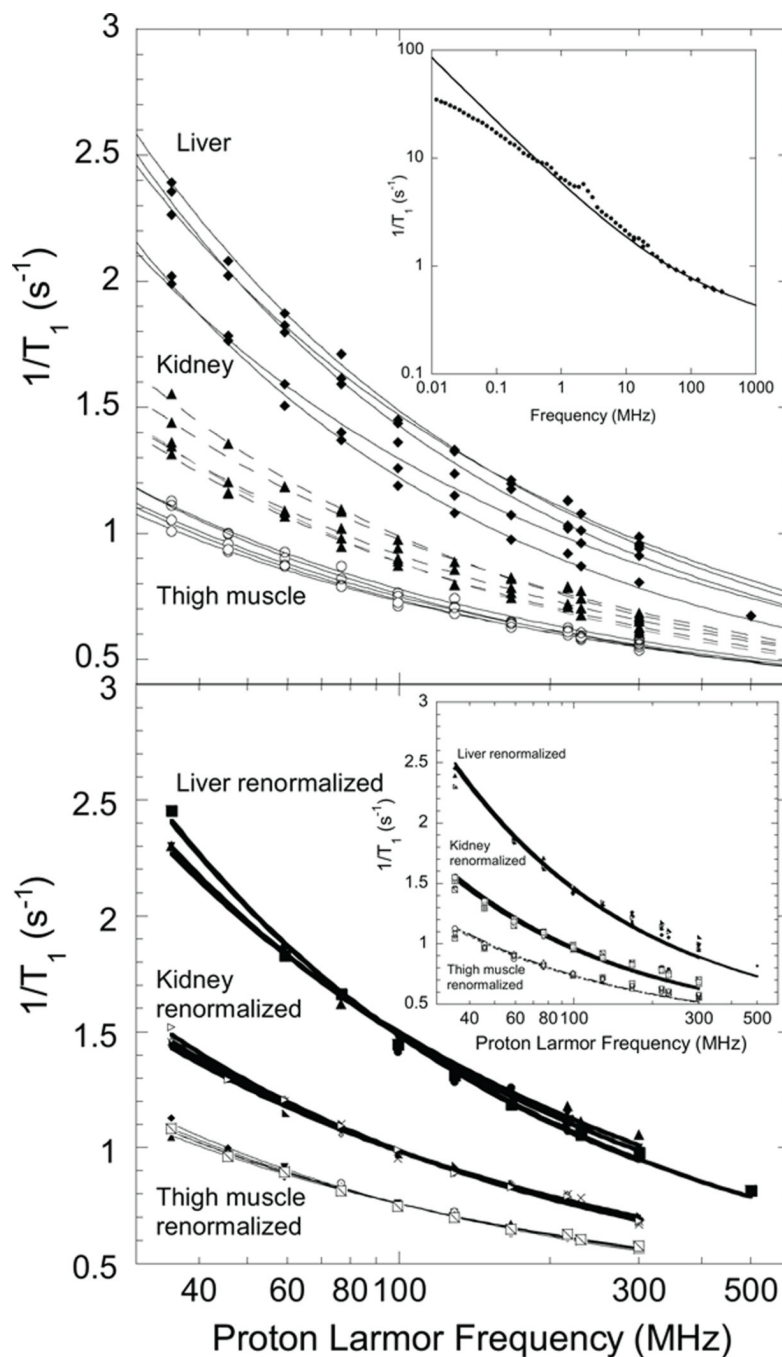 3
2.5
2
1.5
1
0.5
1/T1 (s-1)
Liver
Kidney
Thigh muscle
100
10
1
0.1
1/T1 (s-1)
0.01 0.1 1 10 100 1000
Frequency (MHz)
3
2.5
2
1.5
1
0.5
1/T1 (s-1)
Liver renormalized
Kidney
renormalized
Thigh muscle
renormalized
3
2.5
2
1.5
1
0.5
1/T1 (s-1)
Liver renormalized
Kidney
renormalized
Thigh muscle
renormalized
40 60 80 100 300 500
Proton Larmor Frequency (MHz)
40 60 80 100 300 500
Proton Larmor Frequency (MHz)